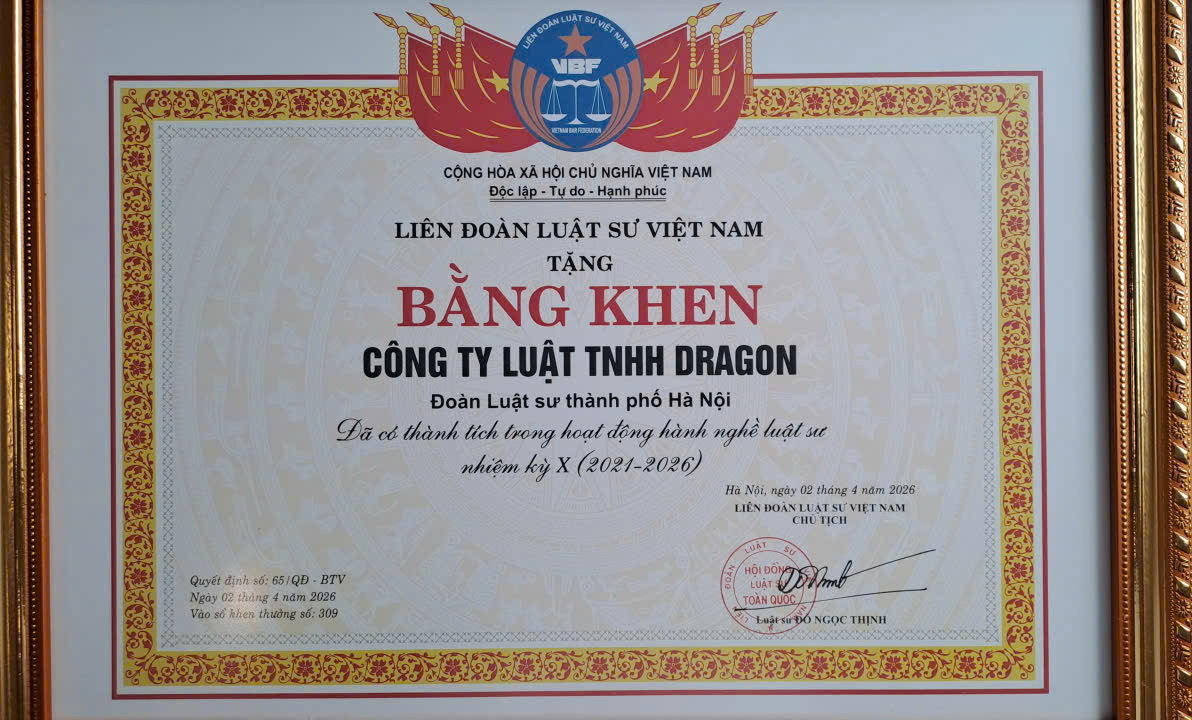 LIÊN ĐOÀN LUẬT SƯ VIỆT NAM
VBF
VIETNAM BAR FEDERATION
CỘNG HÒA XÃ HỘI CHỦ NGHĨA VIỆT NAM
Độc lập - Tự do - Hạnh phúc
LIÊN ĐOÀN LUẬT SƯ VIỆT NAM
TẶNG
BẰNG KHEN
CÔNG TY LUẬT TNHH DRAGON
Đoàn Luật sư thành phố Hà Nội
Đã có thành tích trong hoạt động hành nghề luật sư
nhiệm kỳ X (2021-2026)
Hà Nội, ngày 02 tháng 4 năm 2026
LIÊN ĐOÀN LUẬT SƯ VIỆT NAM
CHỦ TỊCH
ĐOÀN LUẬT SƯ
HỘI ĐỒNG
LUẬT SƯ
TOÀN QUỐC
Luật sư ĐỖ NGỌC THỊNH
Quyết định số: 65/QĐ - BTV
Ngày 02 tháng 4 năm 2026
Vào sổ khen thưởng số: 309